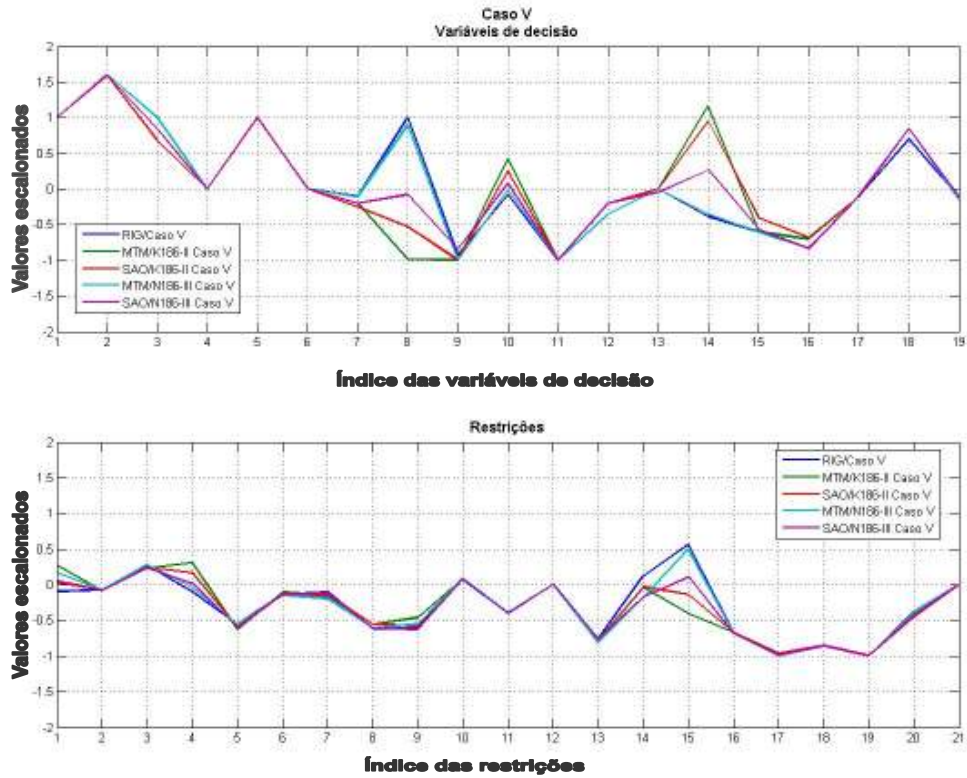 Caso V
Variáveis de decisão
Valores escalonados
2
1.5
1
0.5
0
-0.5
-1
-1.5
-2
RIG/Caso V
MTM/K186-II Caso V
SAO/K186-II Caso V
MTM/N186-III Caso V
SAO/N186-III Caso V
1 2 3 4 5 6 7 8 9 10 11 12 13 14 15 16 17 18 19
Índice das variáveis de decisão
Restrições
Valores escalonados
2
1.5
1
0.5
0
-0.5
-1
-1.5
-2
RIG/Caso V
MTM/K186-II Caso V
SAO/K186-II Caso V
MTM/N186-III Caso V
SAO/N186-III Caso V
1 2 3 4 5 6 7 8 9 10 11 12 13 14 15 16 17 18 19 20 21
Índice das restrições